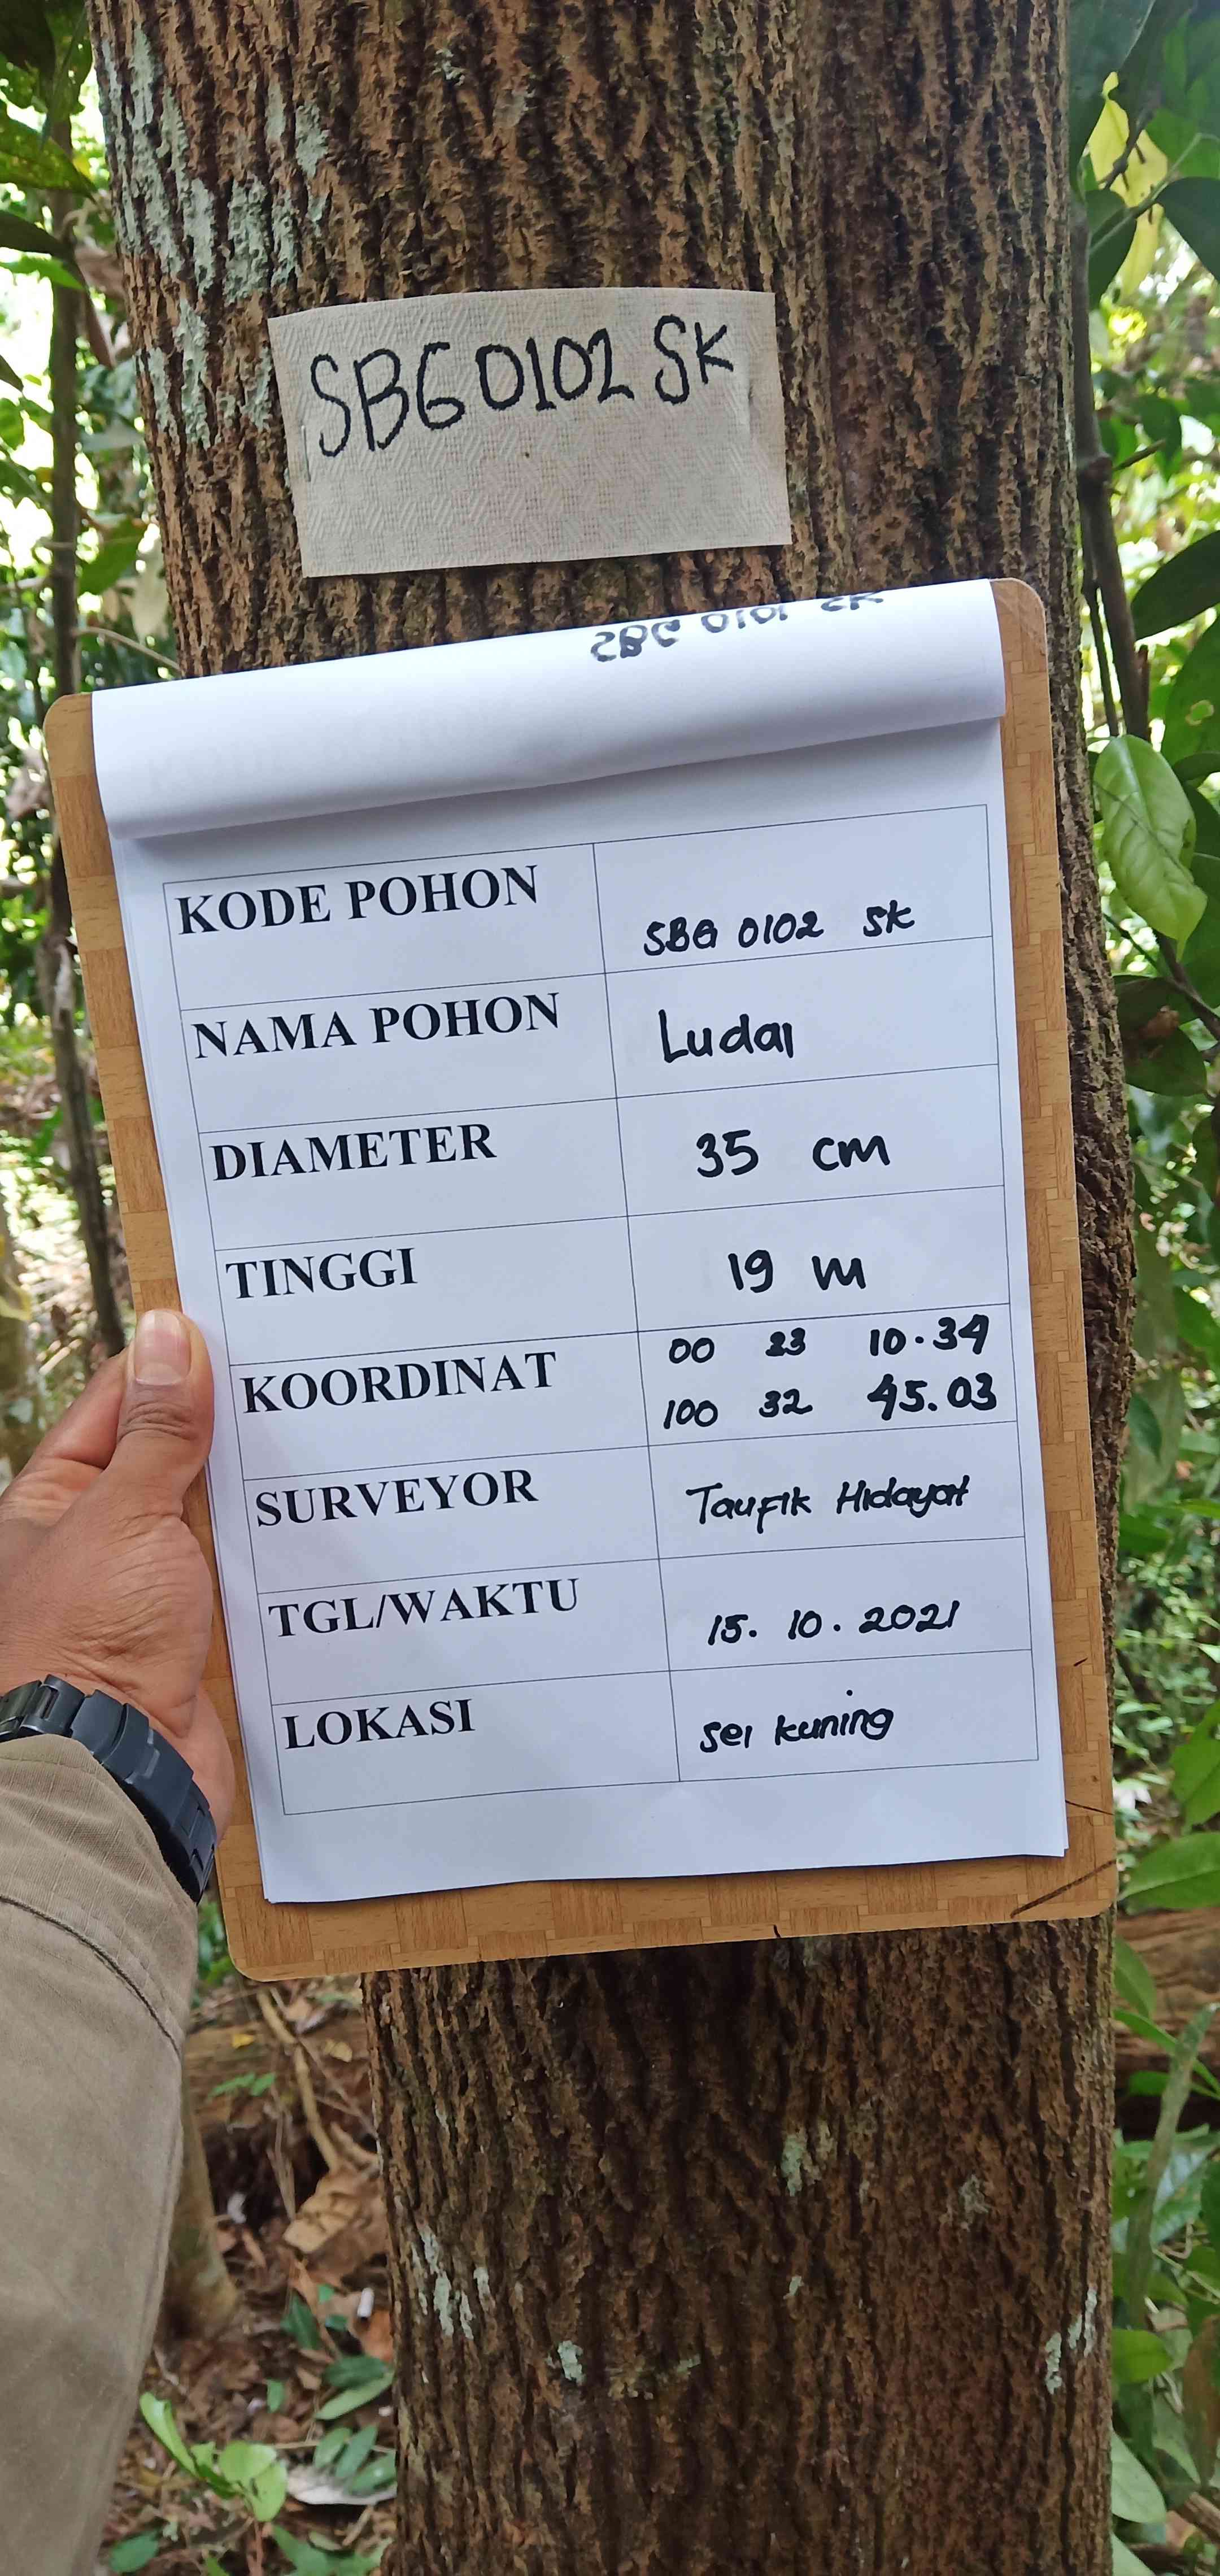 SBG 0102 SK
SBG 0101 SK
KODE POHON SBG 0102 SK
NAMA POHON Ludai
DIAMETER 35 cm
TINGGI 19 m
KOORDINAT 00 23 10.34
100 32 45.03
SURVEYOR Taufik Hidayat
TGL/WAKTU 15.10.2021
LOKASI Sei kuning